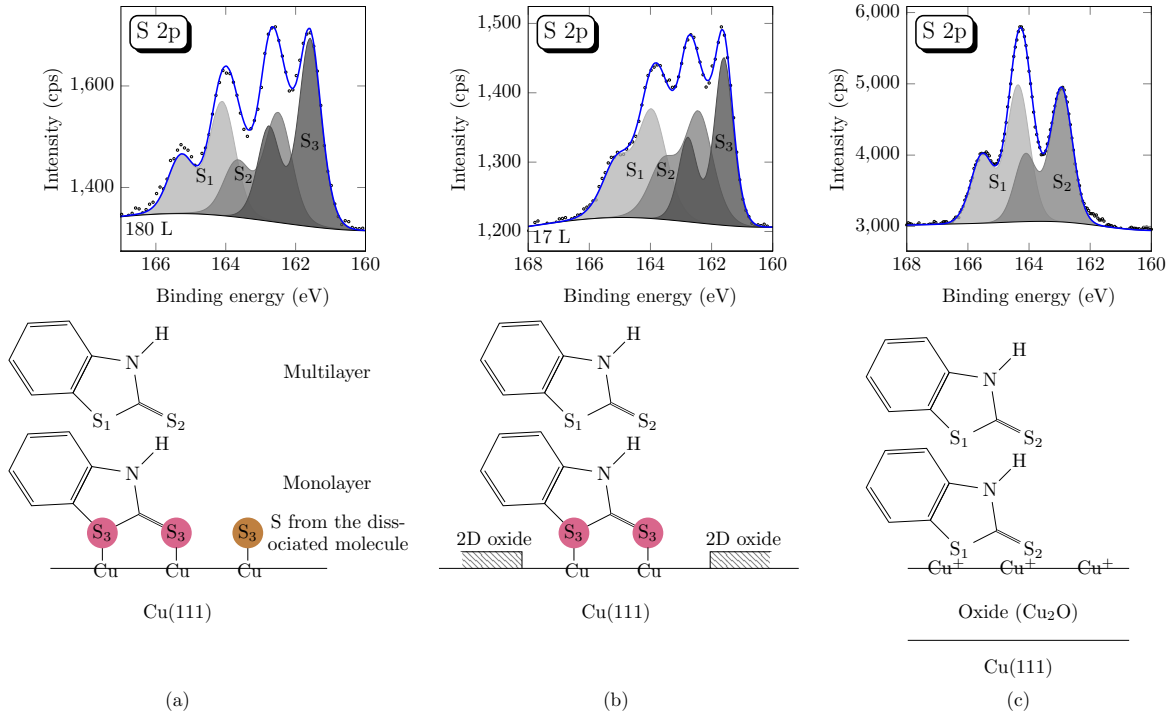 S 2p
1,600
1,400
Intensity (cps)
S1
S2
S3
180 L
166
164
162
160
Binding energy (eV)
S 2p
1,500
1,400
1,300
1,200
Intensity (cps)
S1
S2
S3
17 L
168
166
164
162
160
Binding energy (eV)
S 2p
6,000
5,000
4,000
3,000
Intensity (cps)
S1
S2
168
166
164
162
160
Binding energy (eV)
H
N
S1
S2
Multilayer
H
N
Monolayer
S3
S3
S3
S from the diss-
ociated molecule
Cu
Cu
Cu
Cu(111)
(a)
H
N
S1
S2
H
N
2D oxide
S3
S3
2D oxide
Cu
Cu
Cu(111)
(b)
H
N
S1
S2
H
N
S1
S2
Cu+
Cu+
Cu+
Oxide (Cu2O)
Cu(111)
(c)